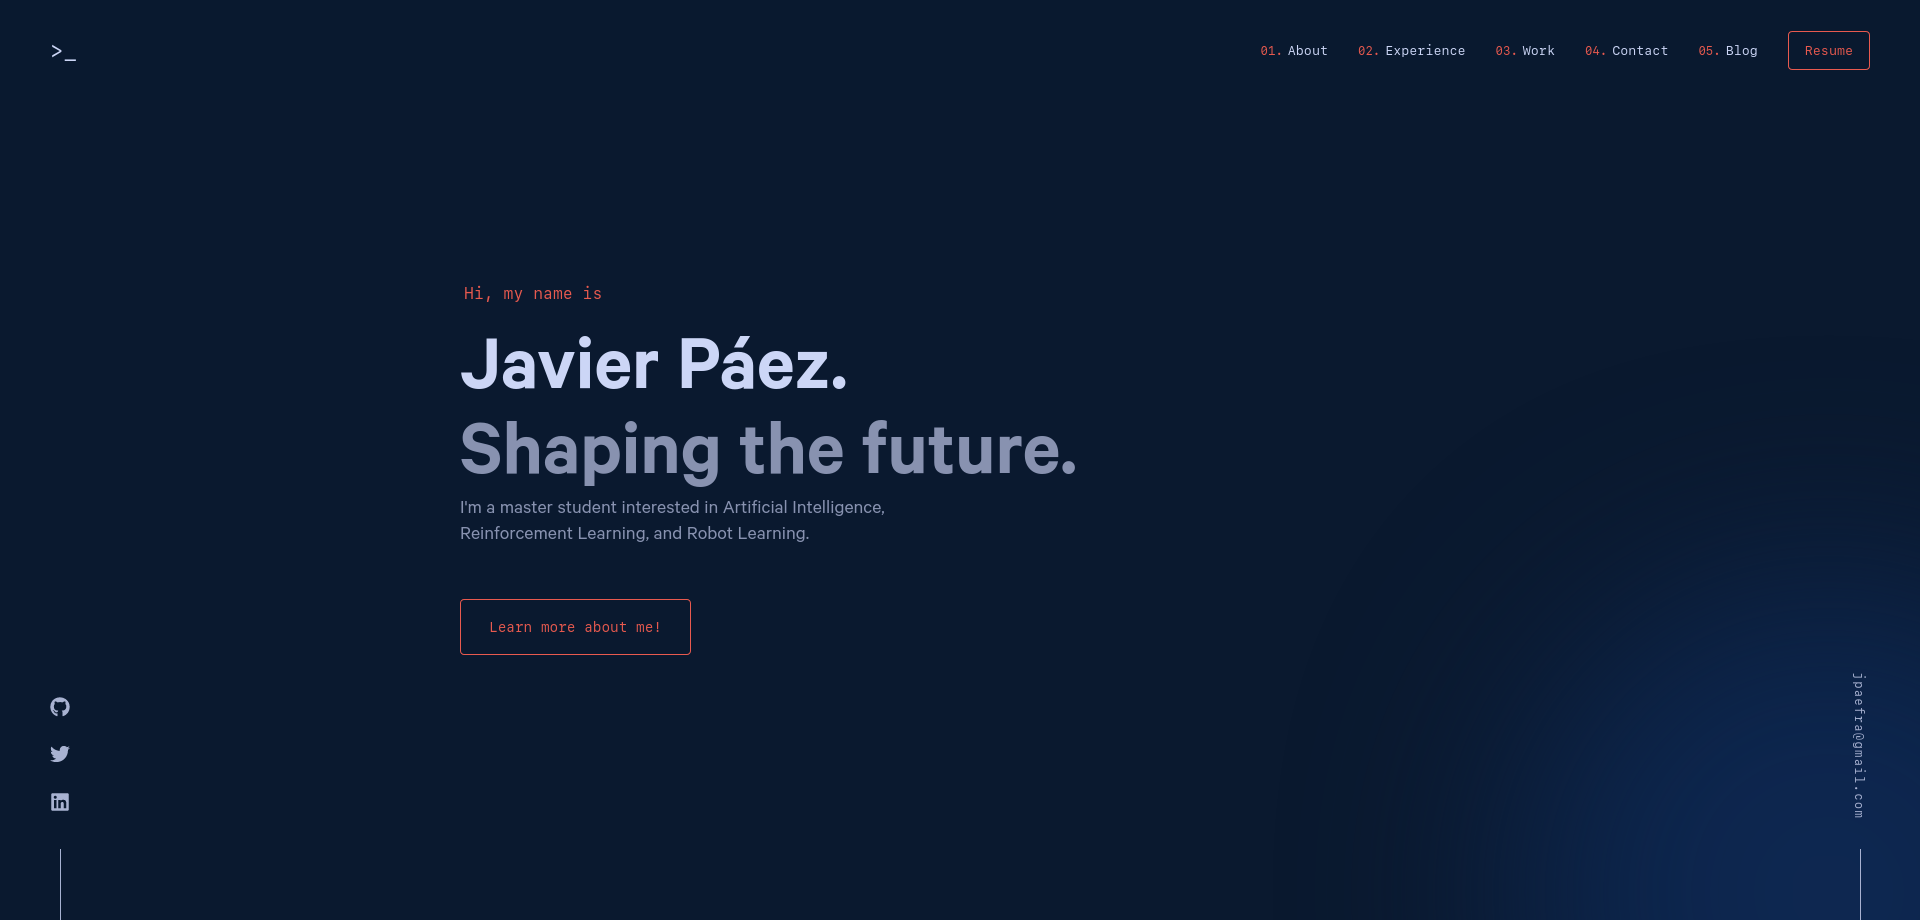 >_
01. About
02. Experience
03. Work
04. Contact
05. Blog
Resume
Hi, my name is
Javier Páez.
Shaping the future.
I'm a master student interested in Artificial Intelligence,
Reinforcement Learning, and Robot Learning.
Learn more about me!
in
jpaefra@gmail.com